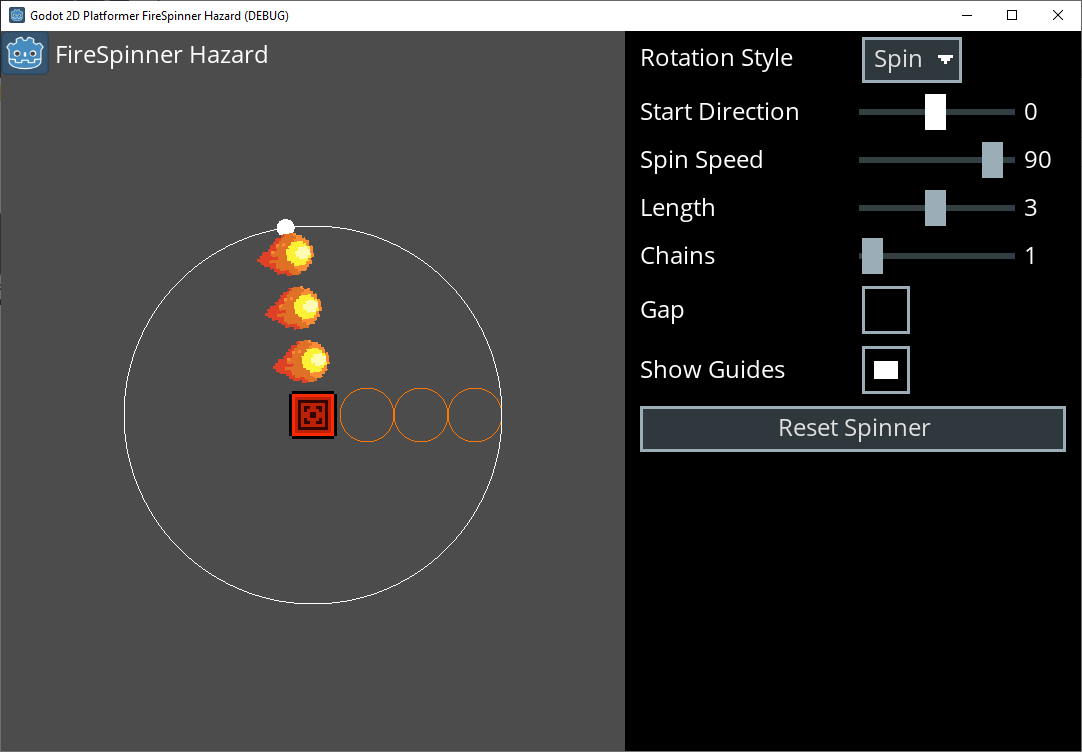 Godot 2D Platformer FireSpinner Hazard (DEBUG)
FireSpinner Hazard
Rotation Style Spin
Start Direction 0
Spin Speed 90
Length 3
Chains 1
Gap
Show Guides
Reset Spinner